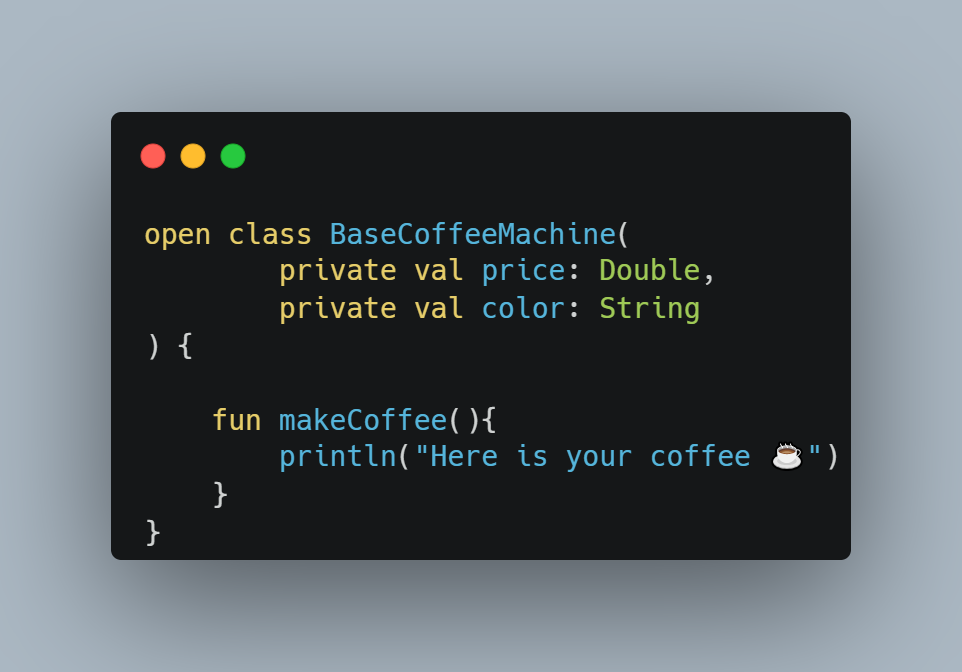 open class BaseCoffeeMachine(
        private val price: Double,
        private val color: String
) {

    fun makeCoffee(){
        println("Here is your coffee ☕")
    }
}